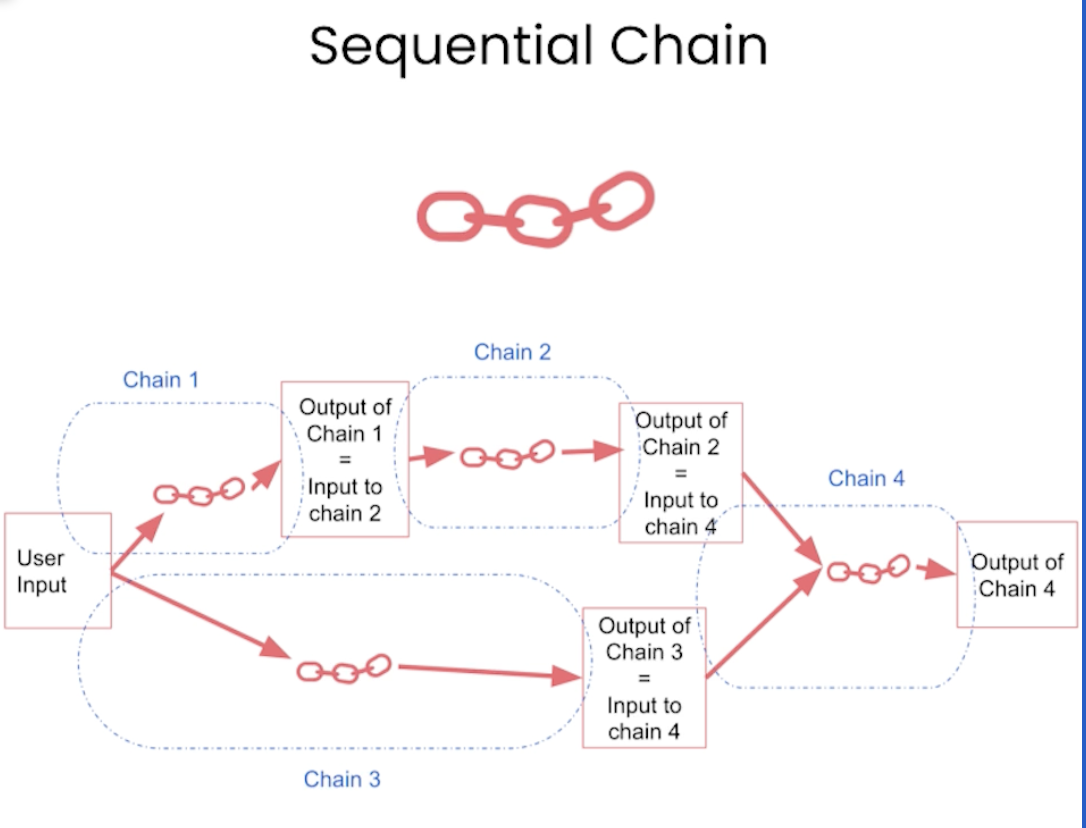 Sequential Chain
Chain 2
Chain 1
Output of
Chain 1
=
Input to
chain 2
Output of
Chain 2
=
Input to
chain 4
Chain 4
User
Input
Output of
Chain 4
Output of
Chain 3
=
Input to
chain 4
Chain 3